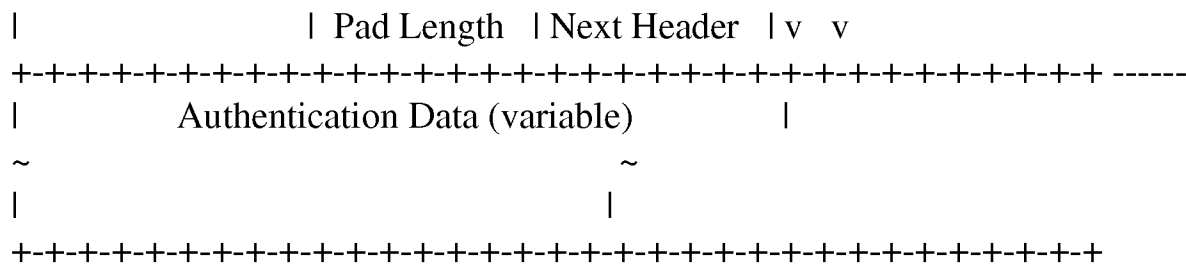 |                                   |  Pad Length   | Next Header   | v   v
+-+-+-+-+-+-+-+-+-+-+-+-+-+-+-+-+-+-+-+-+-+-+-+-+-+-+-+-+-+-+-+-+ ------
|                   Authentication Data (variable)                  |
~                                                                       ~
|                                                                      |
+-+-+-+-+-+-+-+-+-+-+-+-+-+-+-+-+-+-+-+-+-+-+-+-+-+-+-+-+-+-+-+-+